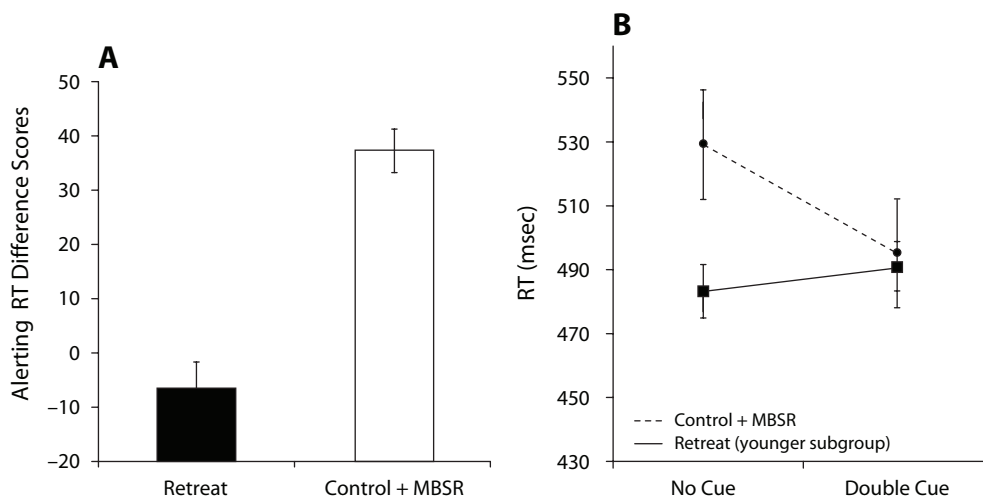 A
Alerting RT Difference Scores
50
40
30
20
10
0
−10
−20
Retreat
Control + MBSR
B
RT (msec)
550
530
510
490
470
450
430
Control + MBSR
Retreat (younger subgroup)
No Cue
Double Cue